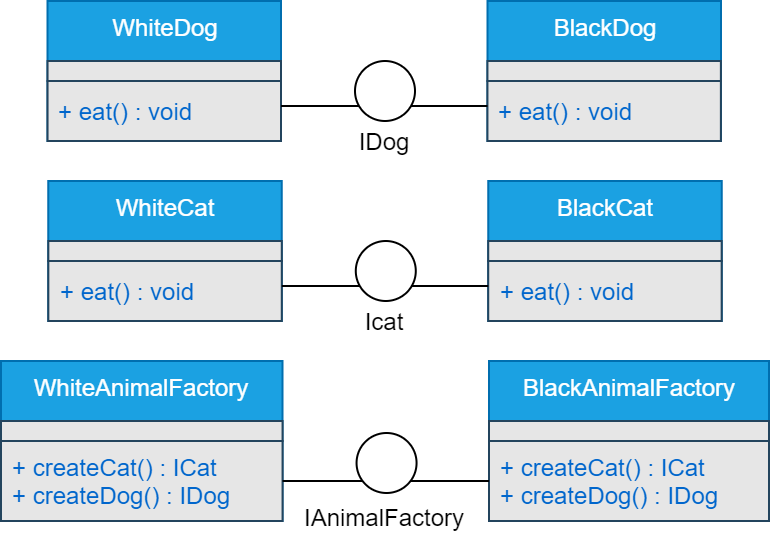 WhiteDog
BlackDog
+ eat() : void
+ eat() : void
IDog
WhiteCat
BlackCat
+ eat() : void
+ eat() : void
Icat
WhiteAnimalFactory
BlackAnimalFactory
+ createCat() : ICat
+ createDog() : IDog
+ createCat() : ICat
+ createDog() : IDog
IAnimalFactory